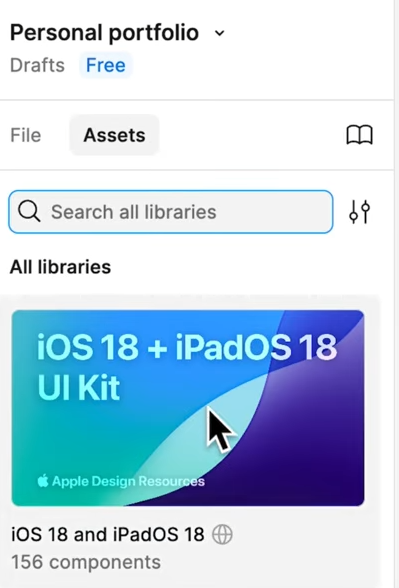 Personal portfolio
Drafts Free
File Assets
Search all libraries
All libraries
iOS 18 + iPadOS 18
UI Kit
Apple Design Resources
iOS 18 and iPadOS 18
156 components